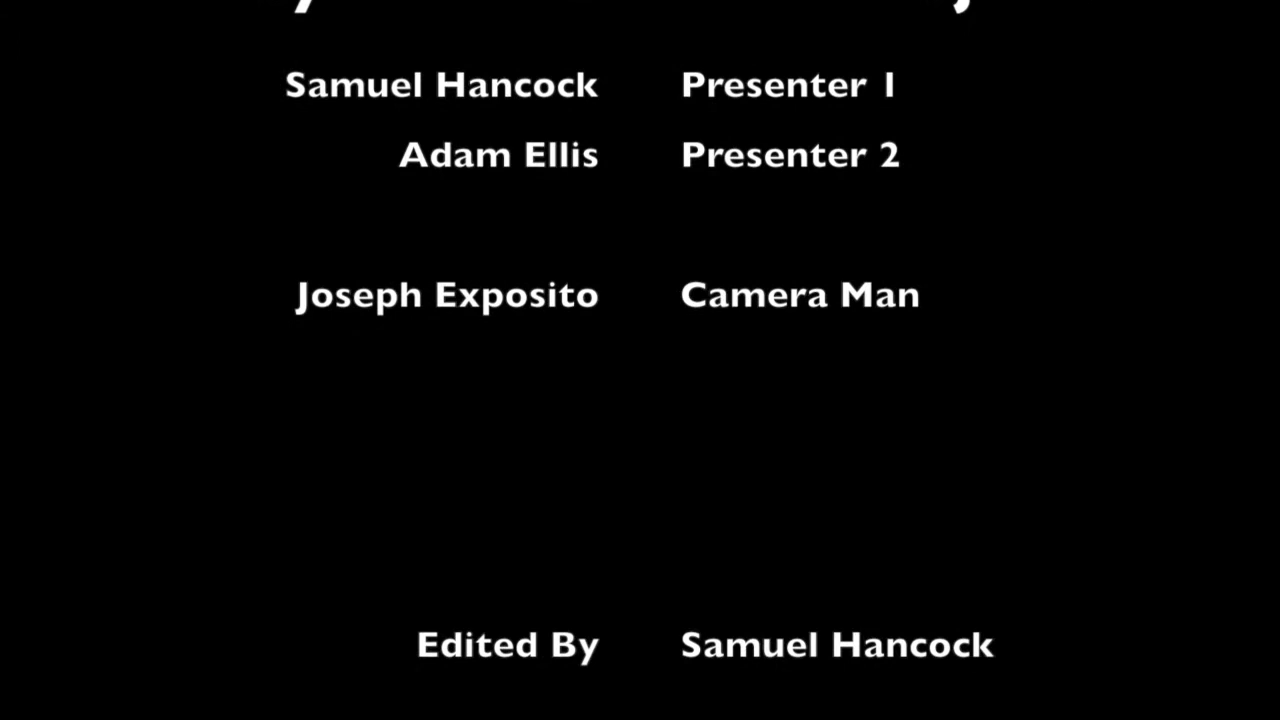 Samuel Hancock Presenter 1
Adam Ellis Presenter 2
Joseph Exposito Camera Man
Edited By Samuel Hancock